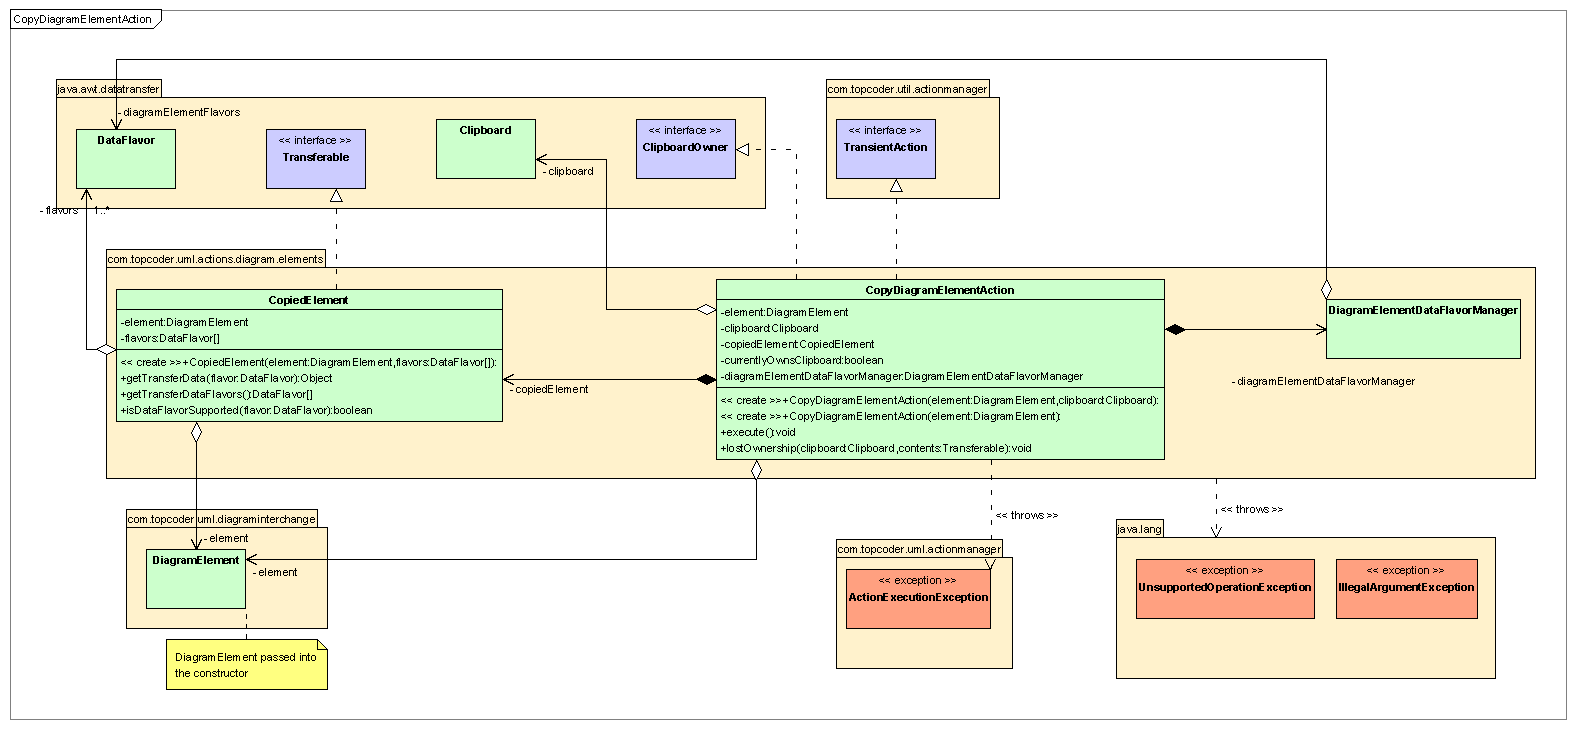 CopyDiagramElementAction
java.awt.datatransfer
com.topcoder.util.actionmanager
- diagramElementFlavors
DataFlavor
<< interface >>
Transferable
Clipboard
<< interface >>
ClipboardOwner
<< interface >>
TransientAction
- clipboard
- flavors 1..*
com.topcoder.uml.actions.diagram.elements
CopiedElement
-element:DiagramElement
-flavors:DataFlavor[]
<< create >>+CopiedElement(element:DiagramElement,flavors:DataFlavor[]):
+getTransferData(flavor:DataFlavor):Object
+getTransferDataFlavors():DataFlavor[]
+isDataFlavorSupported(flavor:DataFlavor):boolean
CopyDiagramElementAction
-element:DiagramElement
-clipboard:Clipboard
-copiedElement:CopiedElement
-currentlyOwnsClipboard:boolean
-diagramElementDataFlavorManager:DiagramElementDataFlavorManager
<< create >>+CopyDiagramElementAction(element:DiagramElement,clipboard:Clipboard):
<< create >>+CopyDiagramElementAction(element:DiagramElement):
+execute():void
+lostOwnership(clipboard:Clipboard,contents:Transferable):void
DiagramElementDataFlavorManager
- copiedElement
- diagramElementDataFlavorManager
com.topcoder.uml.diagraminterchange
- element
DiagramElement
- element
DiagramElement passed into
the constructor
<< throws >>
com.topcoder.uml.actionmanager
<< exception >>
ActionExecutionException
<< throws >>
java.lang
<< exception >>
UnsupportedOperationException
<< exception >>
IllegalArgumentException